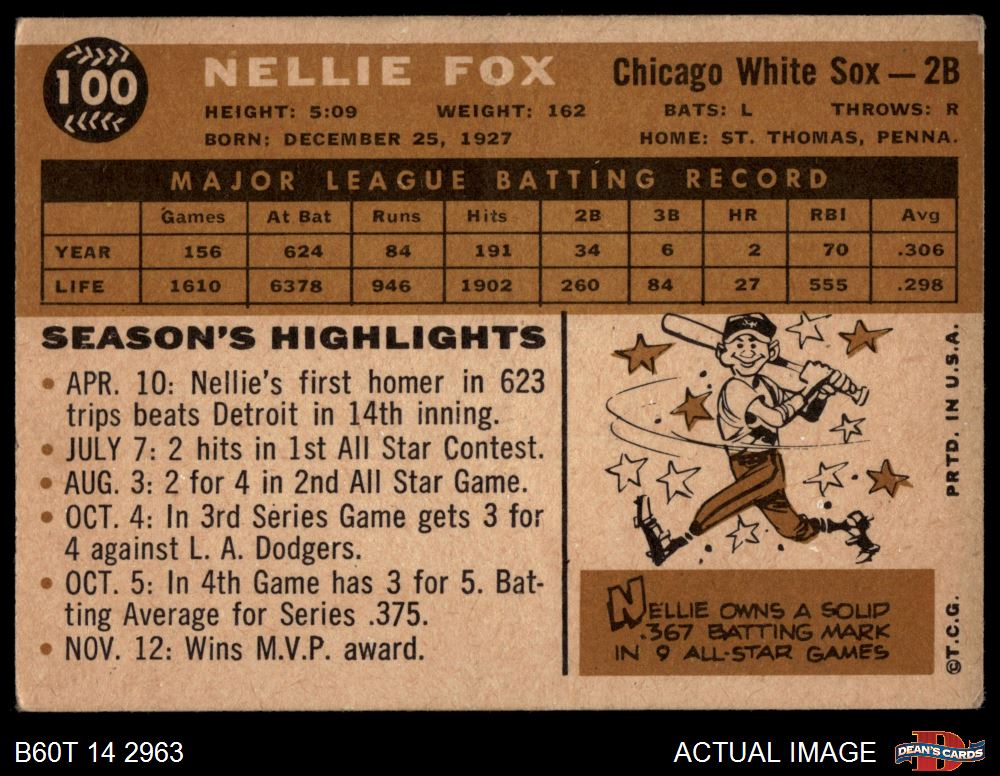 100
NELLIE FOX
Chicago White Sox — 2B
HEIGHT: 5:09 WEIGHT: 162 BATS: L THROWS: R
BORN: DECEMBER 25, 1927 HOME: ST. THOMAS, PENNA.
MAJOR LEAGUE BATTING RECORD
Games At Bat Runs Hits 2B 3B HR RBI Avg
YEAR 156 624 84 191 34 6 2 70 .306
LIFE 1610 6378 946 1902 260 84 27 555 .298
SEASON'S HIGHLIGHTS
• APR. 10: Nellie's first homer in 623
trips beats Detroit in 14th inning.
• JULY 7: 2 hits in 1st All Star Contest.
• AUG. 3: 2 for 4 in 2nd All Star Game.
• OCT. 4: In 3rd Series Game gets 3 for
4 against L. A. Dodgers.
• OCT. 5: In 4th Game has 3 for 5. Bat-
ting Average for Series .375.
• NOV. 12: Wins M.V.P. award.
NELLIE OWNS A SOLID
.367 BATTING MARK
IN 9 ALL-STAR GAMES
©T.C.G. PRTD. IN U.S.A.
B60T 14 2963
ACTUAL IMAGE
DEAN'S CARDS